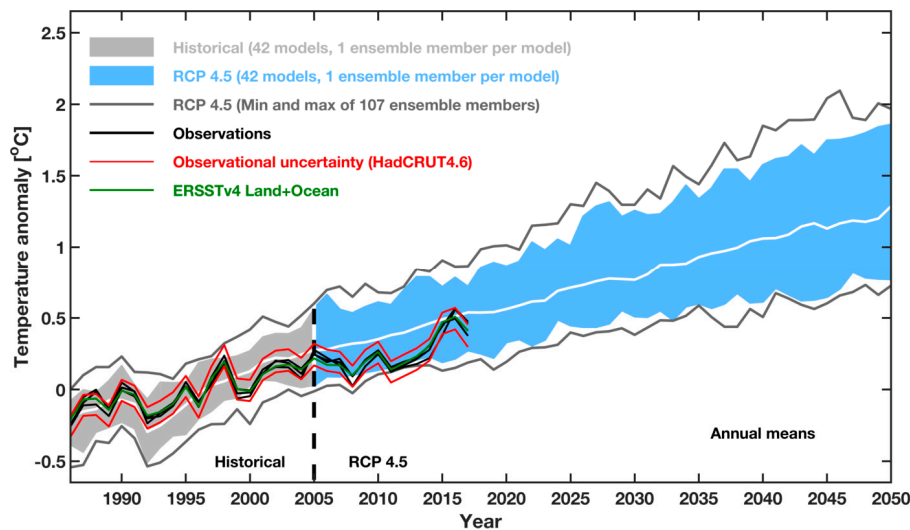 Historical (42 models, 1 ensemble member per model)
RCP 4.5 (42 models, 1 ensemble member per model)
RCP 4.5 (Min and max of 107 ensemble members)
Observations
Observational uncertainty (HadCRUT4.6)
ERSSTv4 Land+Ocean
Temperature anomaly [°C]
2.5
2
1.5
1
0.5
0
-0.5
Historical
RCP 4.5
Annual means
1990 1995 2000 2005 2010 2015 2020 2025 2030 2035 2040 2045 2050
Year